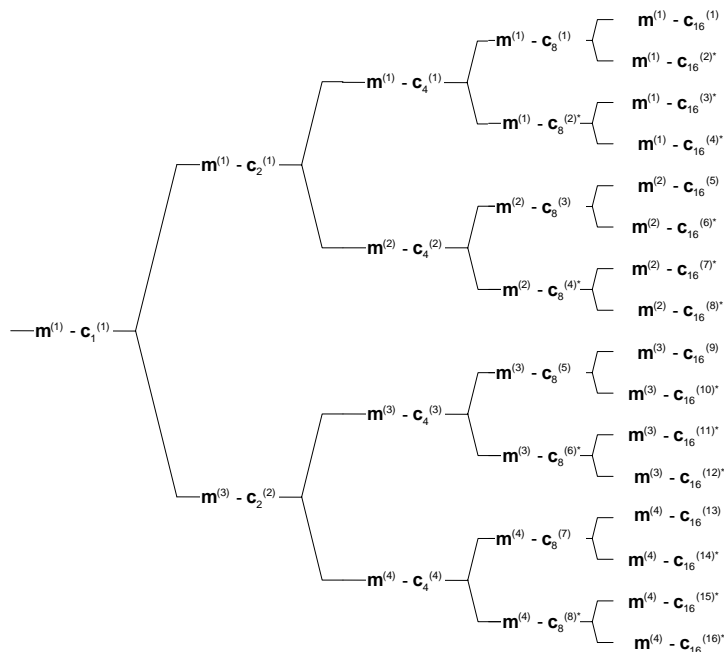 m⁽¹⁾ - c₁⁽¹⁾
m⁽¹⁾ - c₂⁽¹⁾
m⁽³⁾ - c₂⁽²⁾
m⁽¹⁾ - c₄⁽¹⁾
m⁽²⁾ - c₄⁽²⁾
m⁽³⁾ - c₄⁽³⁾
m⁽⁴⁾ - c₄⁽⁴⁾
m⁽¹⁾ - c₈⁽¹⁾
m⁽¹⁾ - c₈⁽²⁾*
m⁽²⁾ - c₈⁽³⁾
m⁽²⁾ - c₈⁽⁴⁾*
m⁽³⁾ - c₈⁽⁵⁾
m⁽³⁾ - c₈⁽⁶⁾*
m⁽⁴⁾ - c₈⁽⁷⁾
m⁽⁴⁾ - c₈⁽⁸⁾*
m⁽¹⁾ - c₁₆⁽¹⁾
m⁽¹⁾ - c₁₆⁽²⁾*
m⁽¹⁾ - c₁₆⁽³⁾*
m⁽¹⁾ - c₁₆⁽⁴⁾*
m⁽²⁾ - c₁₆⁽⁵⁾
m⁽²⁾ - c₁₆⁽⁶⁾*
m⁽²⁾ - c₁₆⁽⁷⁾*
m⁽²⁾ - c₁₆⁽⁸⁾*
m⁽³⁾ - c₁₆⁽⁹⁾
m⁽³⁾ - c₁₆⁽¹⁰⁾*
m⁽³⁾ - c₁₆⁽¹¹⁾*
m⁽³⁾ - c₁₆⁽¹²⁾*
m⁽⁴⁾ - c₁₆⁽¹³⁾
m⁽⁴⁾ - c₁₆⁽¹⁴⁾*
m⁽⁴⁾ - c₁₆⁽¹⁵⁾*
m⁽⁴⁾ - c₁₆⁽¹⁶⁾*